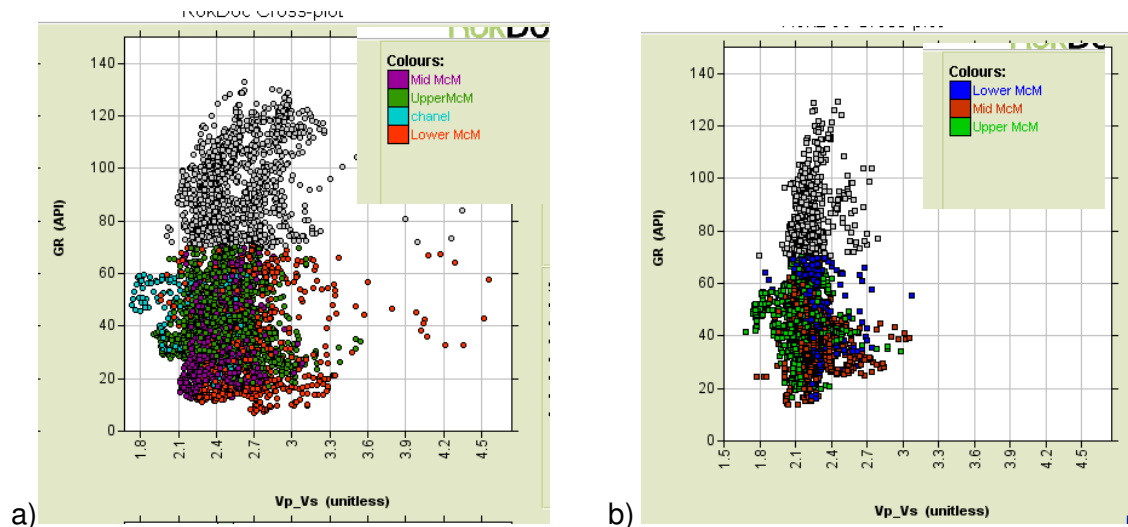 RokDoc Cross-plot
Colours:
Mid McM
UpperMcM
chanel
Lower McM
140
120
100
80
60
40
20
0
GR (API)
1.8 2.1 2.4 2.7 3 3.3 3.6 3.9 4.2 4.5
Vp_Vs (unitless)
a)
Cross-plot
Colours:
Lower McM
Mid McM
Upper McM
140
120
100
80
60
40
20
0
GR (API)
1.5 1.8 2.1 2.4 2.7 3 3.3 3.6 3.9 4.2 4.5
Vp_Vs (unitless)
b)